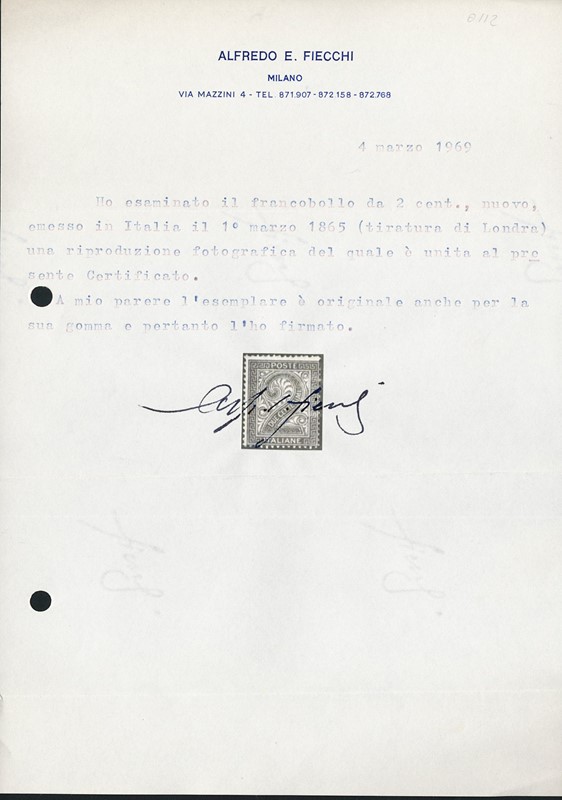 0112
ALFREDO E. FIECCHI
MILANO
VIA MAZZINI 4 - TEL. 871.907 - 872.158 - 872.768
4 marzo 1969
Ho esaminato il francobollo da 2 cent., nuovo,
emesso in Italia il 1º marzo 1865 (tiratura di Londra)
una riproduzione fotografica del quale è unita al pre
sente Certificato.
A mio parere l'esemplare è originale anche per la
sua gomma e pertanto l'ho firmato.
POSTE
ITALIANE